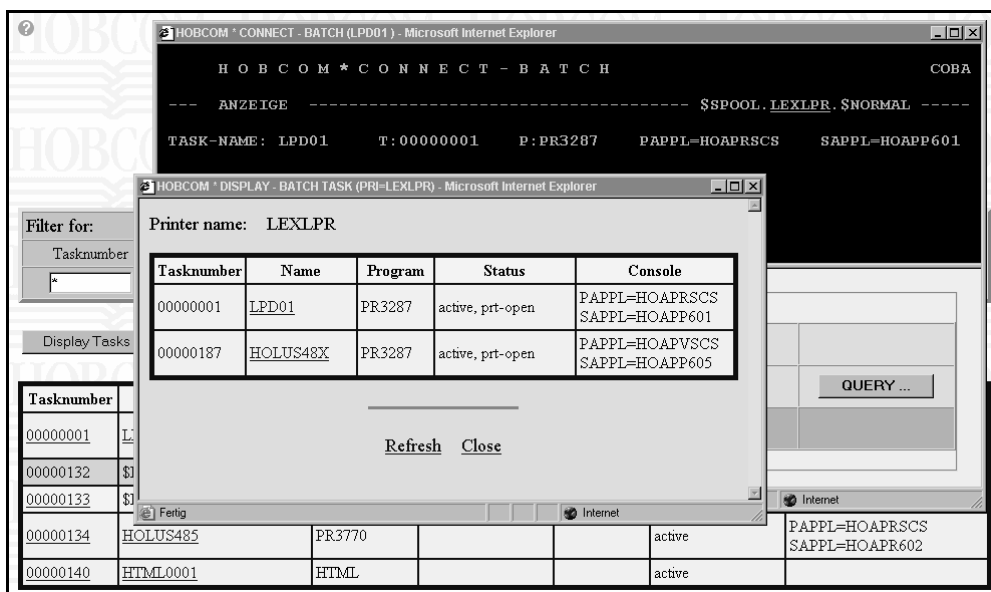 HOBCOM * CONNECT - BATCH (LPD01 ) - Microsoft Internet Explorer
H O B C O M * C O N N E C T - B A T C H COBA
--- ANZEIGE --------------------------------------- $SPOOL.LEXLPR.$NORMAL -----
TASK-NAME: LPD01 T:00000001 P:PR3287 PAPPL=HOAPRSCS SAPPL=HOAPP601
HOBCOM * DISPLAY - BATCH TASK (PRI=LEXLPR) - Microsoft Internet Explorer
Printer name: LEXLPR
Tasknumber Name Program Status Console
00000001 LPD01 PR3287 active, prt-open PAPPL=HOAPRSCS
SAPPL=HOAPP601
00000187 HOLUS48X PR3287 active, prt-open PAPPL=HOAPVSCS
SAPPL=HOAPP605
Refresh Close
Fertig Internet
Filter for:
Tasknumber
*
Display Tasks
QUERY ...
Internet
Tasknumber
00000001
00000132
00000133
00000134 HOLUS485 PR3770 active PAPPL=HOAPRSCS
SAPPL=HOAPR602
00000140 HTML0001 HTML active